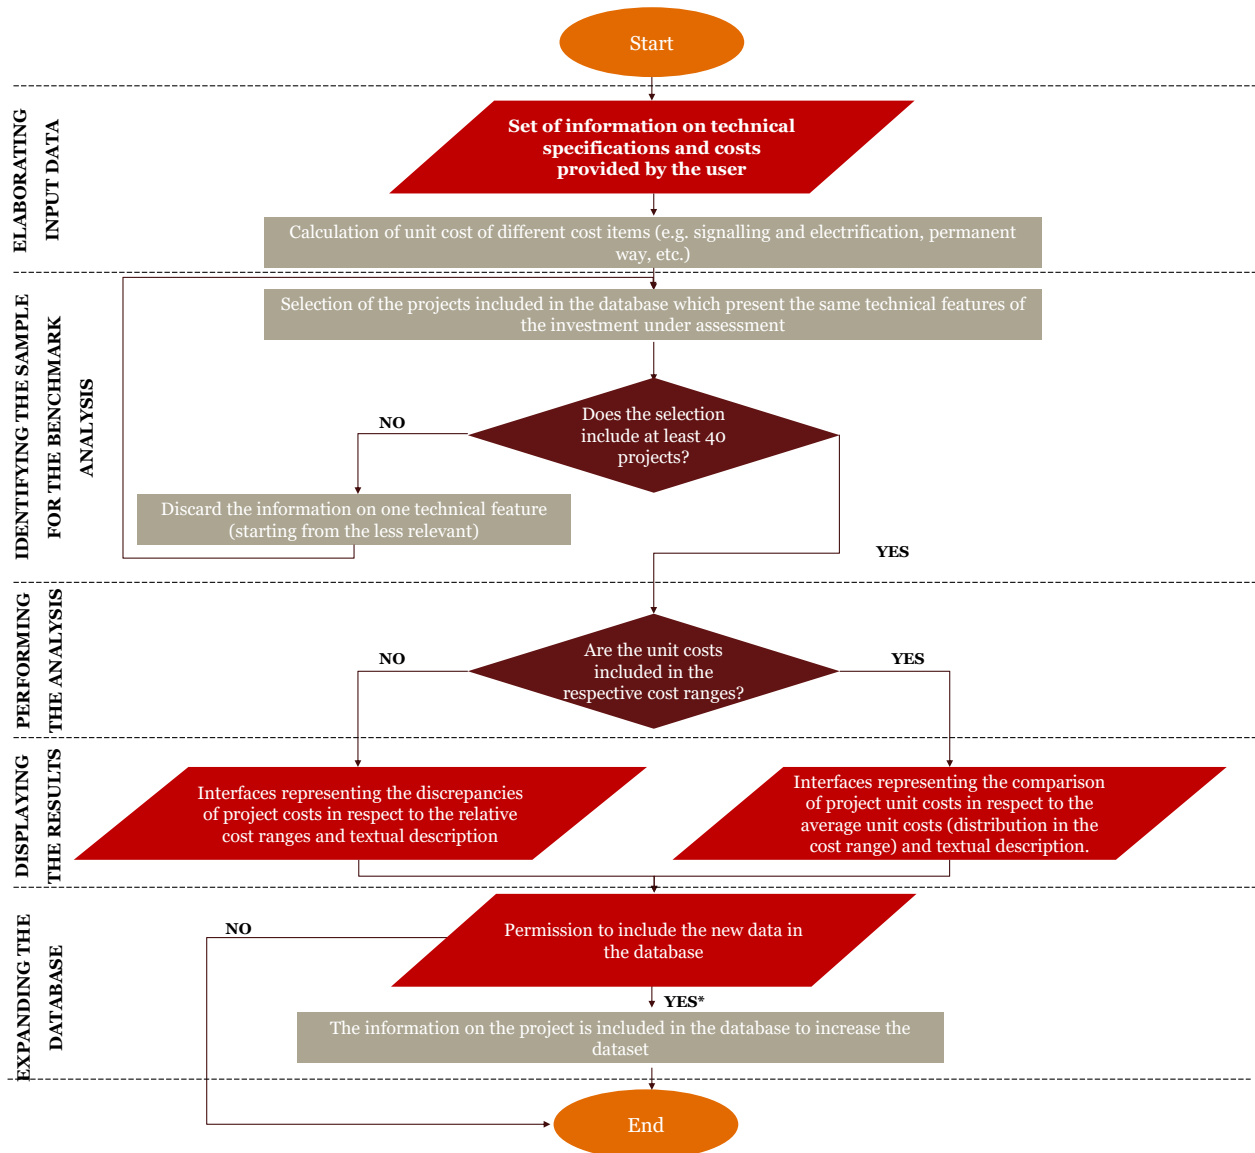 Start
ELABORATING
INPUT DATA
Set of information on technical
specifications and costs
provided by the user
Calculation of unit cost of different cost items (e.g. signalling and electrification, permanent
way, etc.)
IDENTIFYING THE SAMPLE
FOR THE BENCHMARK
ANALYSIS
Selection of the projects included in the database which present the same technical features of
the investment under assessment
Does the selection
include at least 40
projects?
NO
Discard the information on one technical feature
(starting from the less relevant)
YES
PERFORMING
THE ANALYSIS
Are the unit costs
included in the
respective cost ranges?
NO
YES
DISPLAYING
THE RESULTS
Interfaces representing the discrepancies
of project costs in respect to the relative
cost ranges and textual description
Interfaces representing the comparison
of project unit costs in respect to the
average unit costs (distribution in the
cost range) and textual description.
EXPANDING THE
DATABASE
Permission to include the new data in
the database
NO
YES*
The information on the project is included in the database to increase the
dataset
End